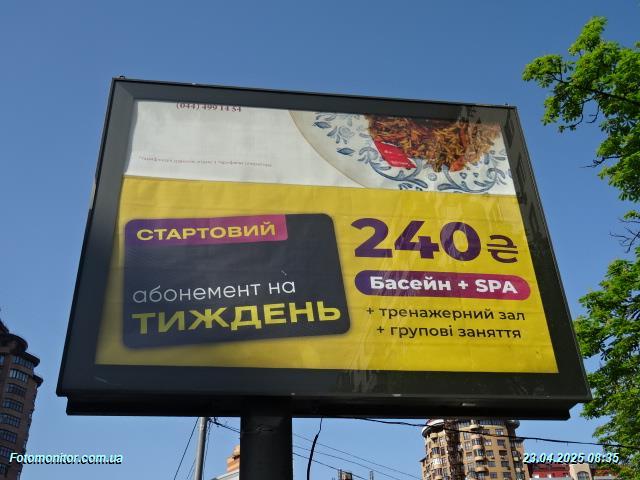 (044) 499 14 54
СТАРТОВИЙ
абонемент на
ТИЖДЕНЬ
240₴
Басейн + SPA
+ тренажерний зал
+ групові заняття
Fotomonitor.com.ua
23.04.2025 08:35